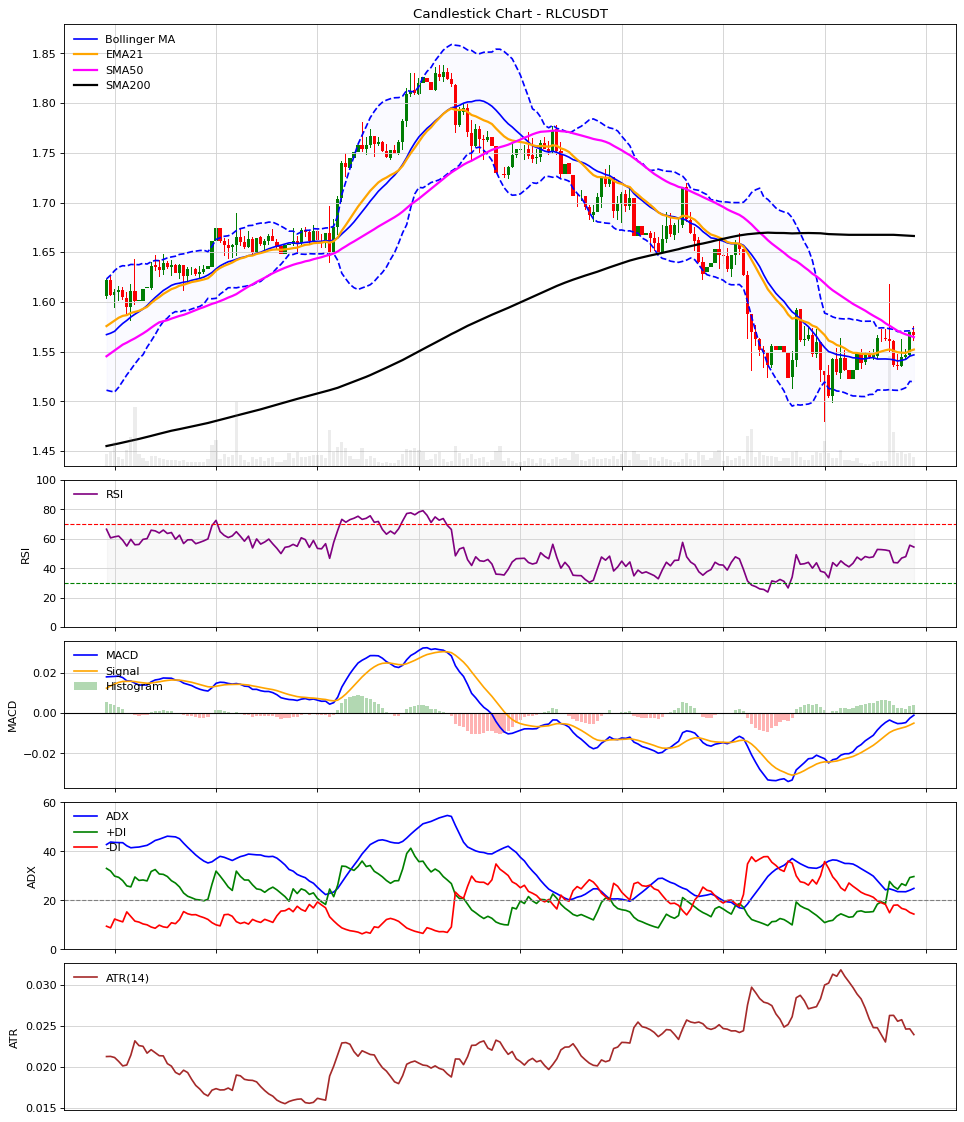 Candlestick Chart - RLCUSDT
Bollinger MA
EMA21
SMA50
SMA200
1.85
1.80
1.75
1.70
1.65
1.60
1.55
1.50
1.45
RSI
RSI
100
80
60
40
20
0
MACD
Signal
Histogram
MACD
0.02
0.00
−0.02
ADX
+DI
-DI
ADX
60
40
20
0
ATR(14)
ATR
0.030
0.025
0.020
0.015